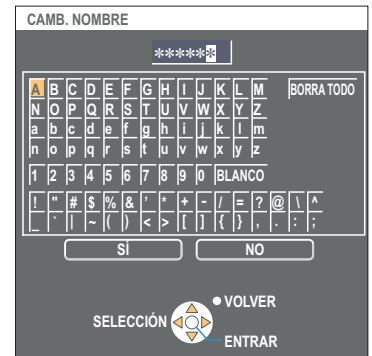 CAMB. NOMBRE
******
A B C D E F G H I J K L M BORRA TODO
N O P Q R S T U V W X Y Z
a b c d e f g h i j k l m
n o p q r s t u v w x y z
1 2 3 4 5 6 7 8 9 0 BLANCO
! " # $ % & ' * + - / = ? @ \ ^
_ ` | ~ ( ) < > [ ] { } , . : ;
SÍ NO
VOLVER
SELECCIÓN
ENTRAR